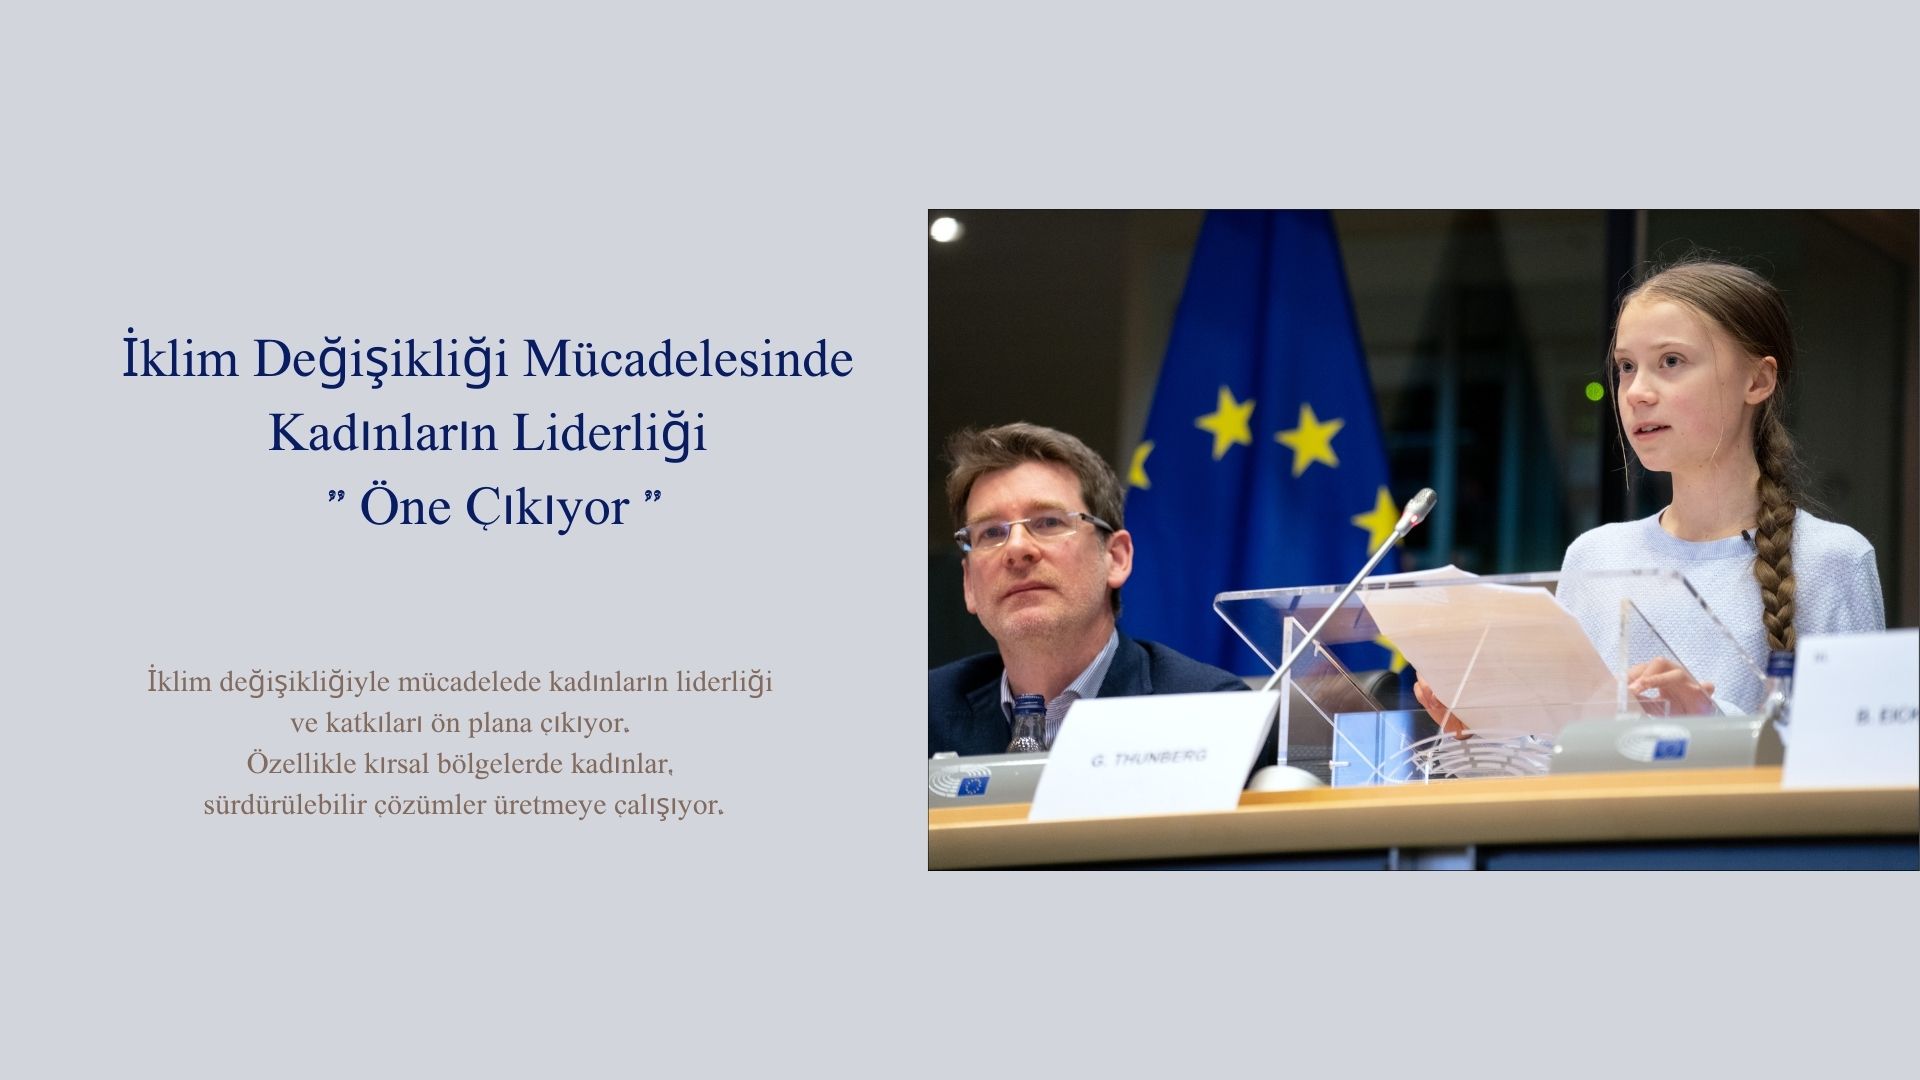 İklim Değişikliği Mücadelesinde
Kadınların Liderliği
” Öne Çıkıyor ”
İklim değişikliğiyle mücadelede kadınların liderliği
ve katkıları ön plana çıkıyor.
Özellikle kırsal bölgelerde kadınlar,
sürdürülebilir çözümler üretmeye çalışıyor.
G. THUNBERG